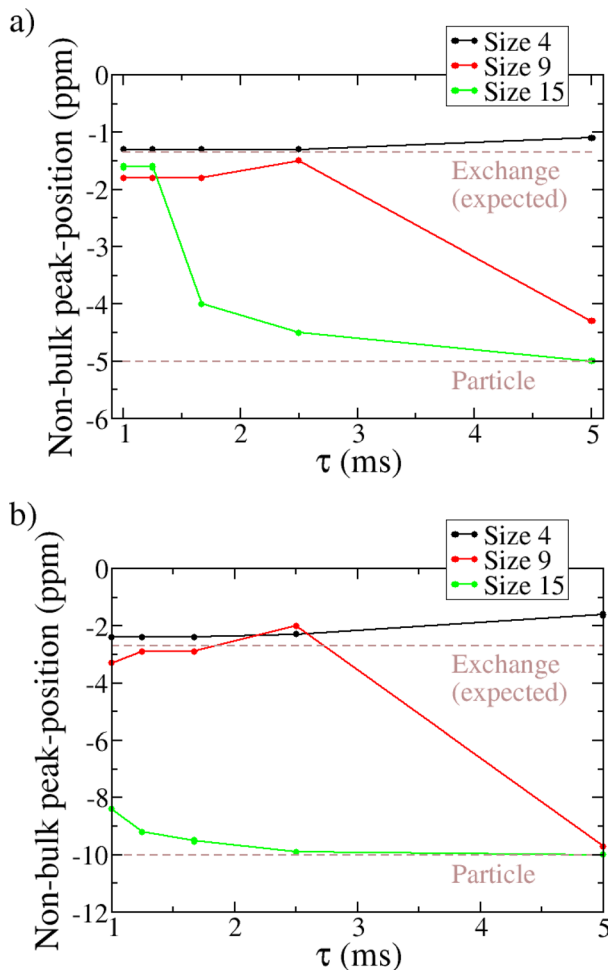 a)
Size 4
Size 9
Size 15
Non-bulk peak-position (ppm)
0
-1
-2
-3
-4
-5
-6
Exchange
(expected)
Particle
1 2 3 4 5
τ (ms)
b)
Size 4
Size 9
Size 15
Non-bulk peak-position (ppm)
0
-2
-4
-6
-8
-10
-12
Exchange
(expected)
Particle
1 2 3 4 5
τ (ms)